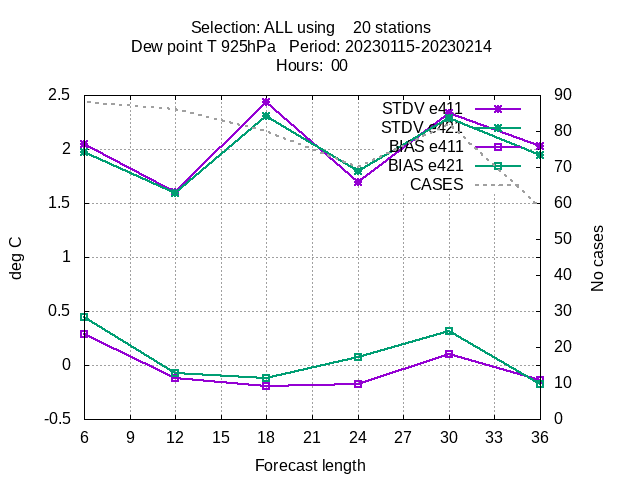 Selection: ALL using 20 stations
Dew point T 925hPa Period: 20230115-20230214
Hours: 00
STDV e411
STDV e421
BIAS e411
BIAS e421
CASES
2.5
2
1.5
1
0.5
0
-0.5
deg C
90
80
70
60
50
40
30
20
10
0
No cases
6 9 12 15 18 21 24 27 30 33 36
Forecast length